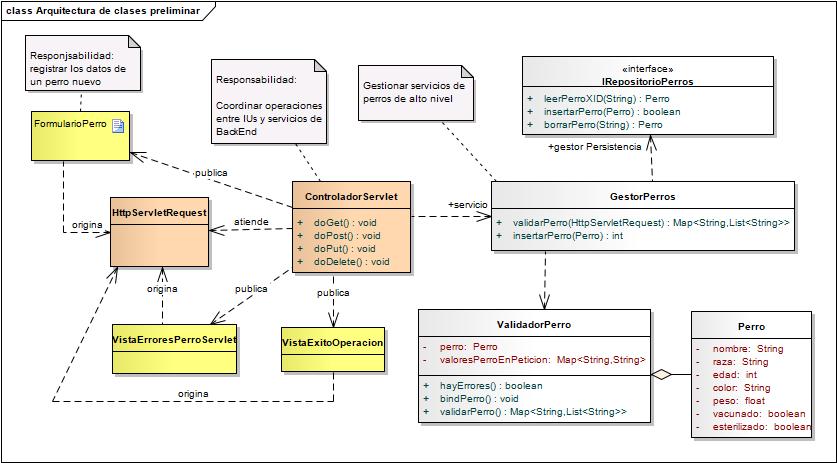 class Arquitectura de clases preliminar
Responjsabilidad:
registrar los datos de
un perro nuevo
Responsabilidad:
Coordinar operaciones
entre IUs y servicios de
BackEnd
Gestionar servicios de
perros de alto nivel
«interface»
IRepositorioPerros
+ leerPerroXID(String) : Perro
+ insertarPerro(Perro) : boolean
+ borrarPerro(String) : Perro
FormularioPerro
+gestor Persistencia
publica
ControladorServlet
+ doGet() : void
+ doPost() : void
+ doPut() : void
+ doDelete() : void
+servicio
GestorPerros
+ validarPerro(HttpServletRequest) : Map<String,List<String>>
+ insertarPerro(Perro) : int
origina
HttpServletRequest
atiende
origina
publica
publica
VistaErroresPerroServlet
VistaExitoOperacion
origina
ValidadorPerro
- perro: Perro
- valoresPerroEnPeticion: Map<String,String>
+ hayErrores() : boolean
+ bindPerro() : void
+ validarPerro() : Map<String,List<String>>
Perro
- nombre: String
- raza: String
- edad: int
- color: String
- peso: float
- vacunado: boolean
- esterilizado: boolean